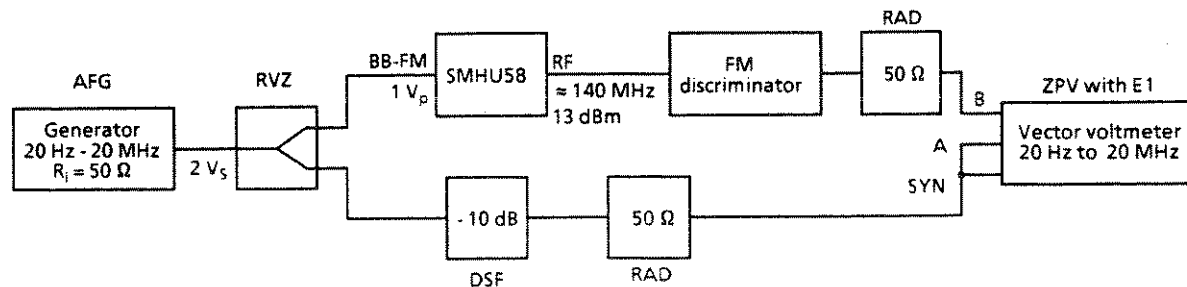 RAD
BB-FM
SMHU58
RF
FM
discriminator
50 Ω
AFG
RVZ
1 Vp
≈ 140 MHz
13 dBm
B
ZPV with E1
Generator
20 Hz - 20 MHz
Ri = 50 Ω
2 VS
A
Vector voltmeter
20 Hz to 20 MHz
SYN
- 10 dB
50 Ω
DSF
RAD